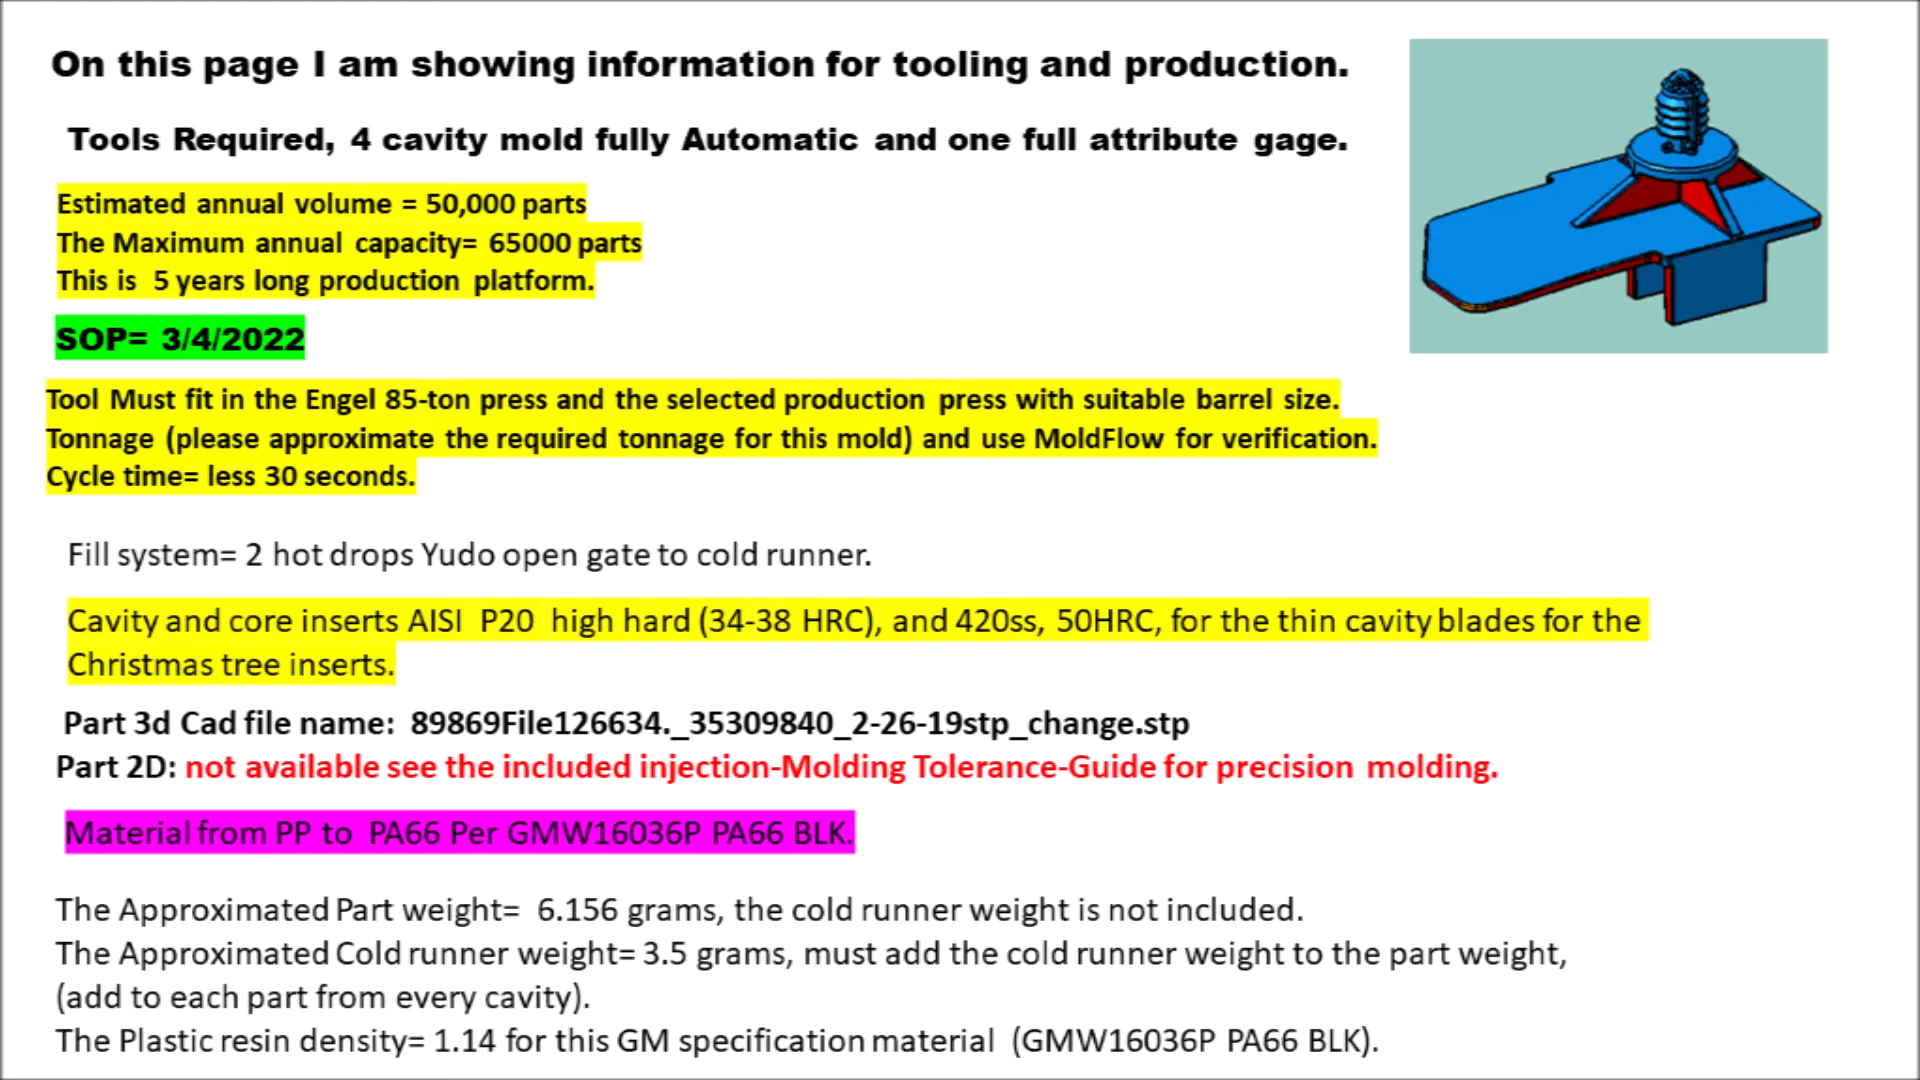 On this page I am showing information for tooling and production.
Tools Required, 4 cavity mold fully Automatic and one full attribute gage.
Estimated annual volume = 50,000 parts
The Maximum annual capacity= 65000 parts
This is 5 years long production platform.
SOP= 3/4/2022
Tool Must fit in the Engel 85-ton press and the selected production press with suitable barrel size.
Tonnage (please approximate the required tonnage for this mold) and use MoldFlow for verification.
Cycle time= less 30 seconds.
Fill system= 2 hot drops Yudo open gate to cold runner.
Cavity and core inserts AISI P20 high hard (34-38 HRC), and 420ss, 50HRC, for the thin cavity blades for the
Christmas tree inserts.
Part 3d Cad file name: 89869File126634._35309840_2-26-19stp_change.stp
Part 2D: not available see the included injection-Molding Tolerance-Guide for precision molding.
Material from PP to PA66 Per GMW16036P PA66 BLK.
The Approximated Part weight= 6.156 grams, the cold runner weight is not included.
The Approximated Cold runner weight= 3.5 grams, must add the cold runner weight to the part weight,
(add to each part from every cavity).
The Plastic resin density= 1.14 for this GM specification material (GMW16036P PA66 BLK).